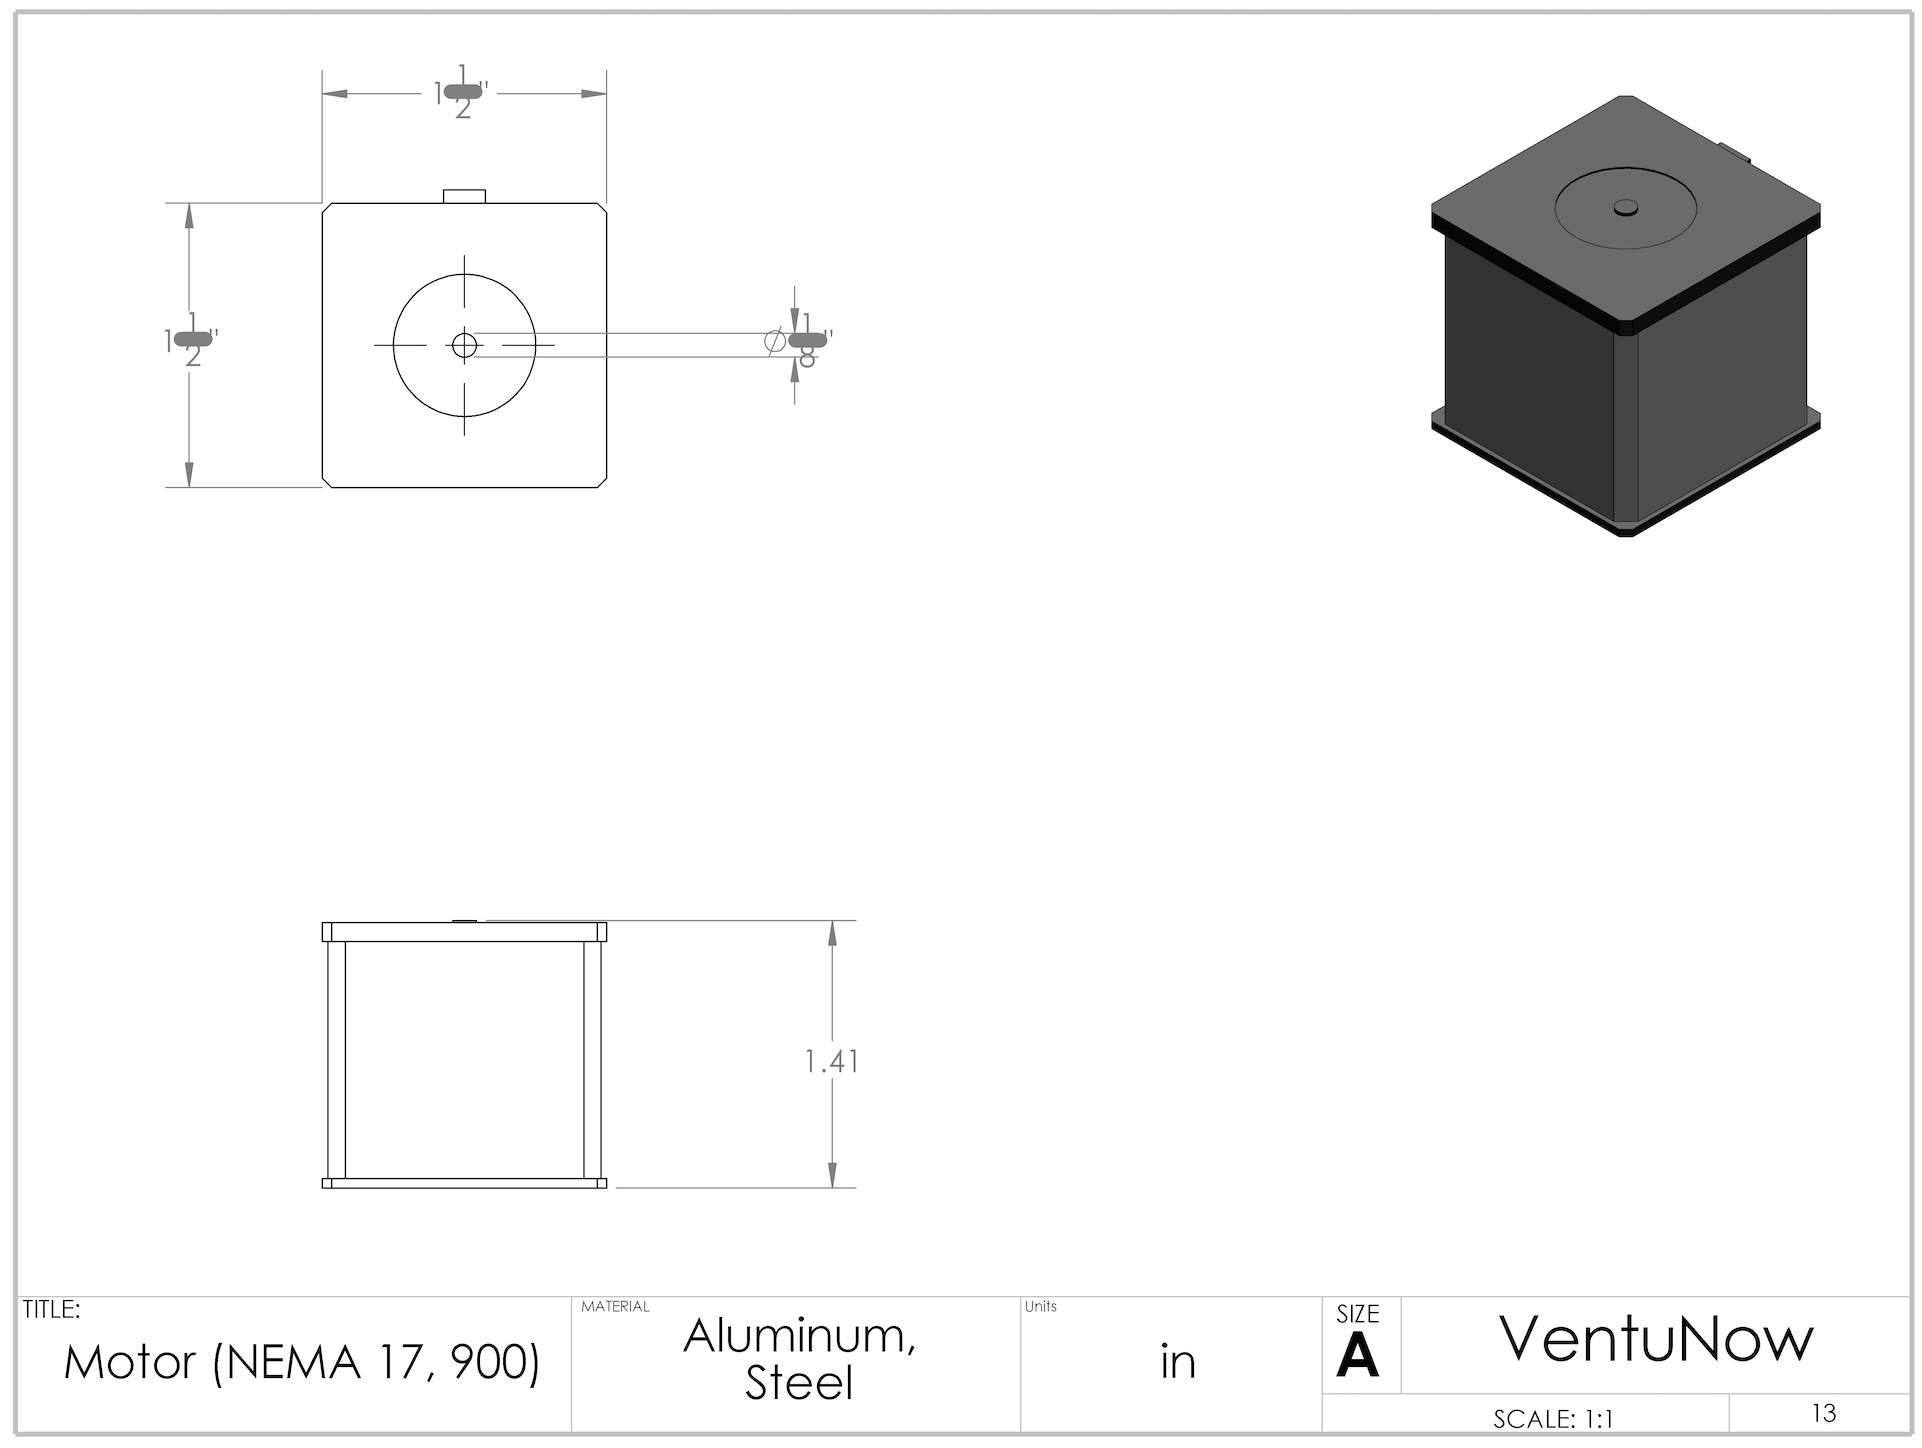 1 1/2"
1 1/2"
∅ 1/8"
1.41
TITLE:
Motor (NEMA 17, 900)
MATERIAL
Aluminum,
Steel
Units
in
SIZE
A
VentuNow
SCALE: 1:1
13